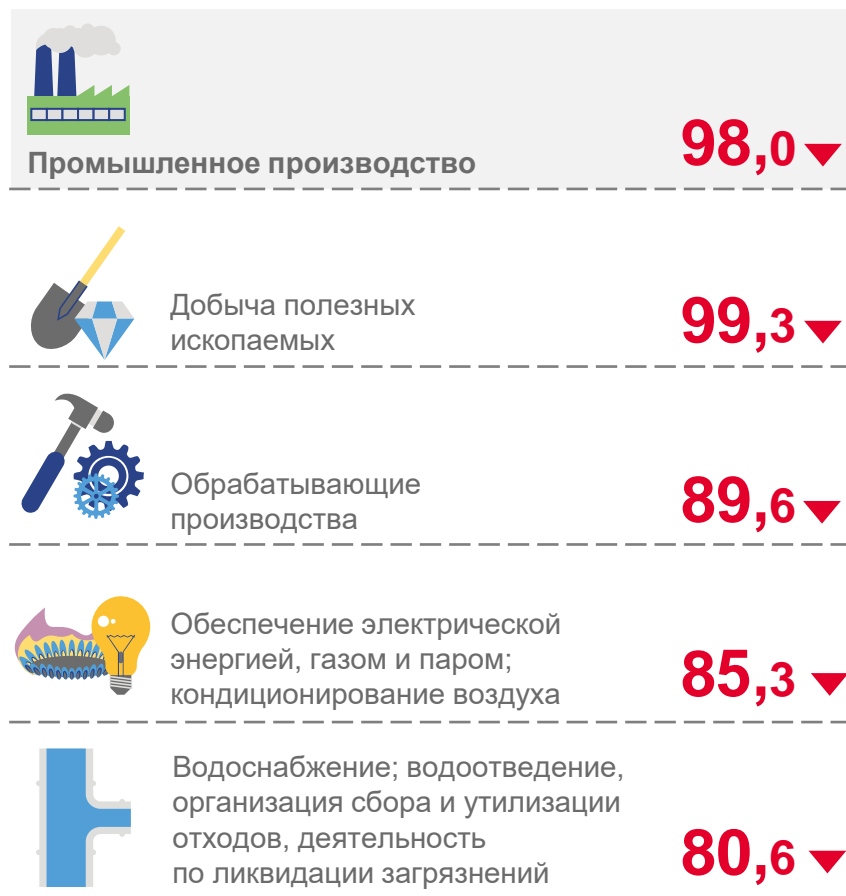 Промышленное производство
98,0
Добыча полезных
ископаемых
99,3
Обрабатывающие
производства
89,6
Обеспечение электрической
энергией, газом и паром;
кондиционирование воздуха
85,3
Водоснабжение; водоотведение,
организация сбора и утилизации
отходов, деятельность
по ликвидации загрязнений
80,6